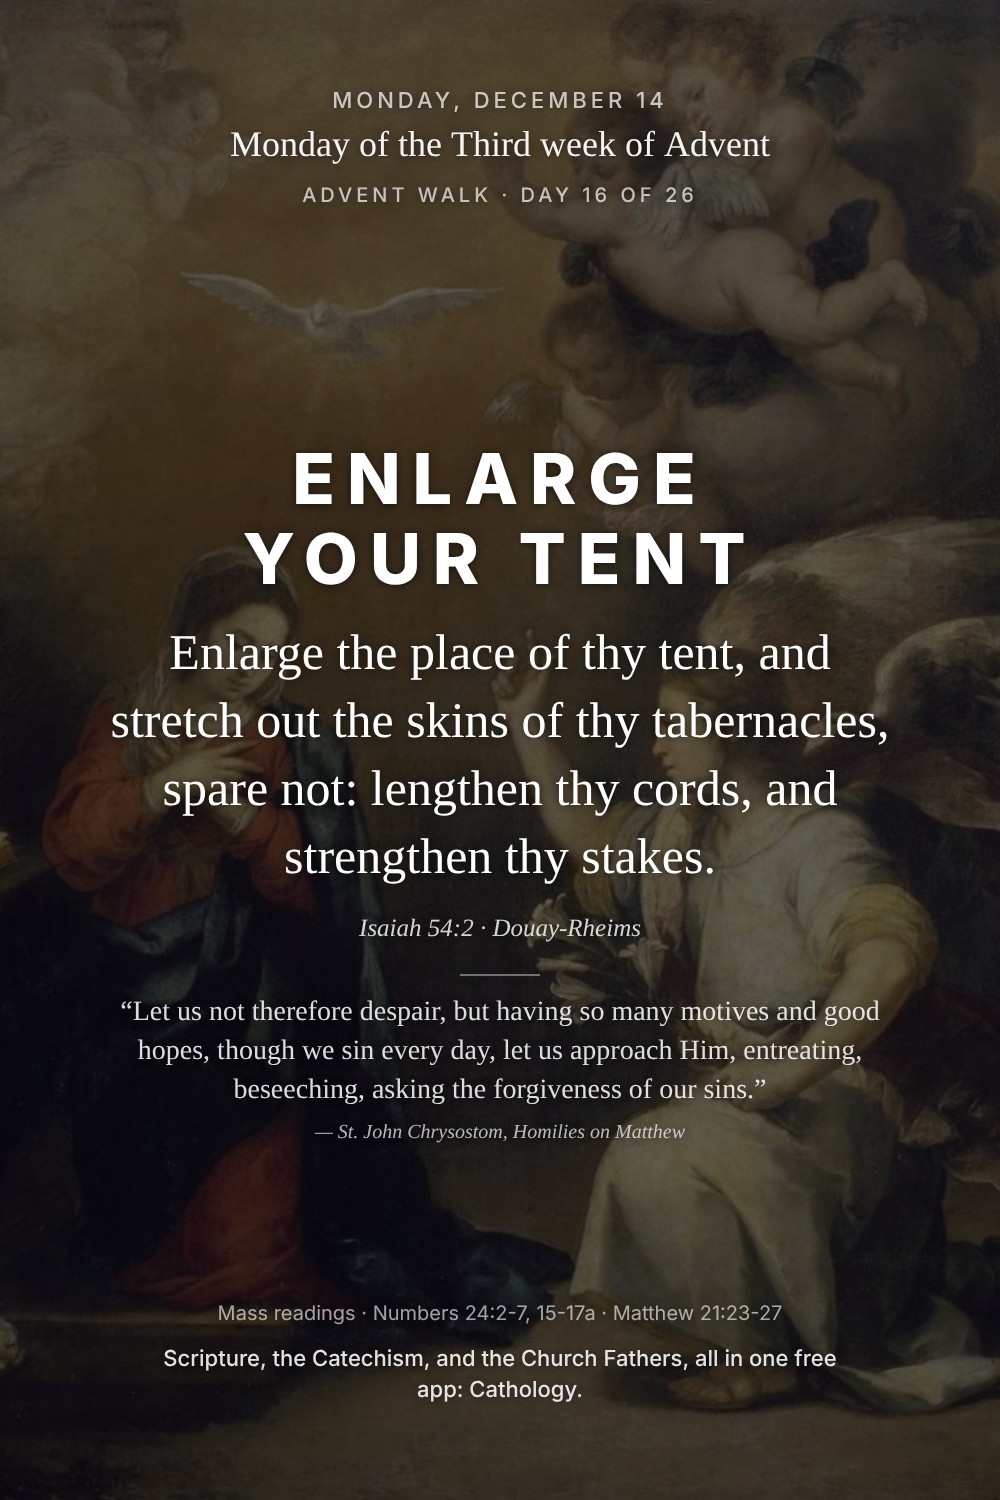 MONDAY, DECEMBER 14
Monday of the Third week of Advent
ADVENT WALK · DAY 16 OF 26
ENLARGE
YOUR TENT
Enlarge the place of thy tent, and
stretch out the skins of thy tabernacles,
spare not: lengthen thy cords, and
strengthen thy stakes.
Isaiah 54:2 · Douay-Rheims
“Let us not therefore despair, but having so many motives and good
hopes, though we sin every day, let us approach Him, entreating,
beseeching, asking the forgiveness of our sins.”
— St. John Chrysostom, Homilies on Matthew
Mass readings · Numbers 24:2-7, 15-17a · Matthew 21:23-27
Scripture, the Catechism, and the Church Fathers, all in one free
app: Cathology.